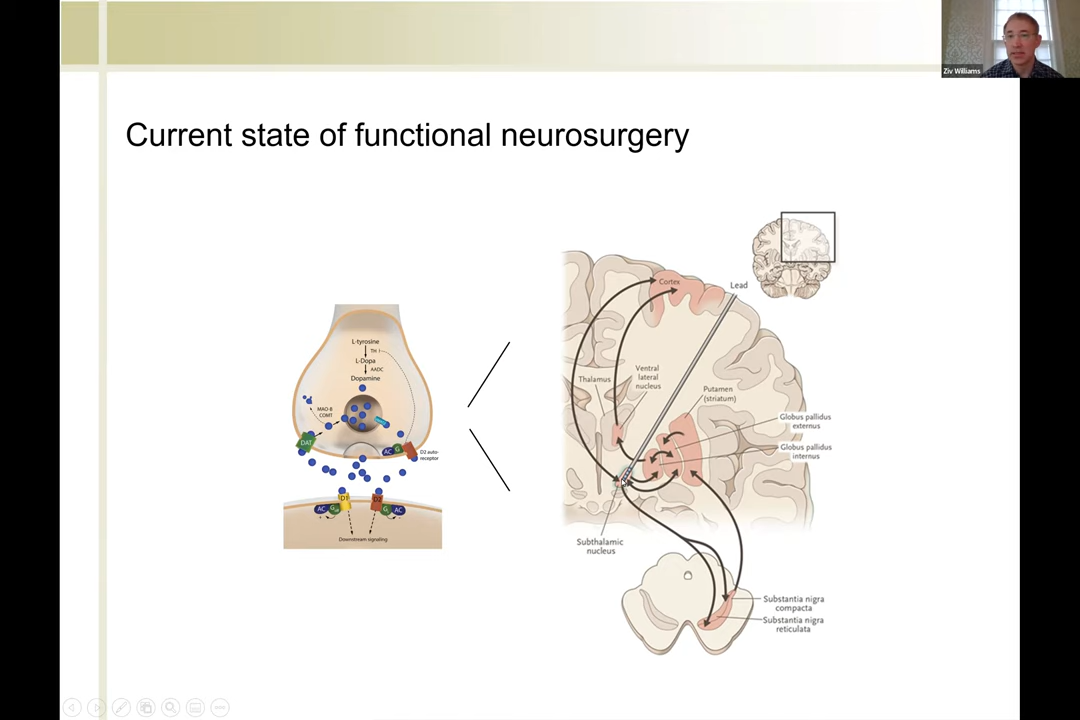 Ziv Williams
Current state of functional neurosurgery
L-tyrosine
TH
L-Dopa
AADC
Dopamine
MAO-B
COMT
DAT
AC
G
D2 auto-
receptor
D1
D2
AC
G
G
AC
Downstream signaling
Cortex
Lead
Thalamus
Ventral
lateral
nucleus
Putamen
(striatum)
Globus pallidus
externus
Globus pallidus
internus
Subthalamic
nucleus
Substantia nigra
compacta
Substantia nigra
reticulata